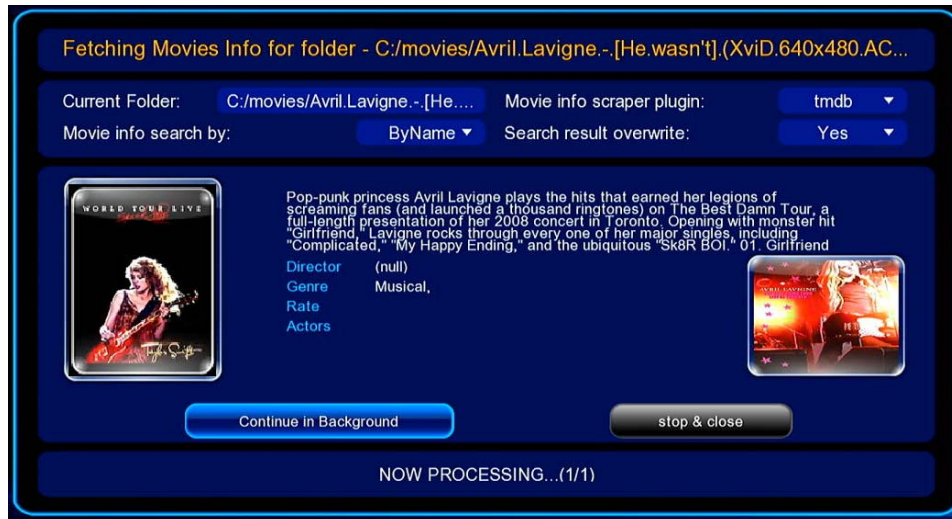 Fetching Movies Info for folder - C:/movies/Avril.Lavigne.-.[He.wasn't].(XviD.640x480.AC...
Current Folder: C:/movies/Avril.Lavigne.-.[He.... Movie info scraper plugin: tmdb
Movie info search by: ByName Search result overwrite: Yes
WORLD TOUR LIVE
Taylor Swift
Pop-punk princess Avril Lavigne plays the hits that earned her legions of
screaming fans (and launched a thousand ringtones) on The Best Damn Tour, a
full-length presentation of her 2008 concert in Toronto. Opening with monster hit
"Girlfriend," Lavigne rocks through every one of her major singles, including
"Complicated," "My Happy Ending," and the ubiquitous "Sk8R BOI." 01. Girlfriend
Director (null)
Genre Musical,
Rate
Actors
AVRIL LAVIGNE
Continue in Background stop & close
NOW PROCESSING...(1/1)